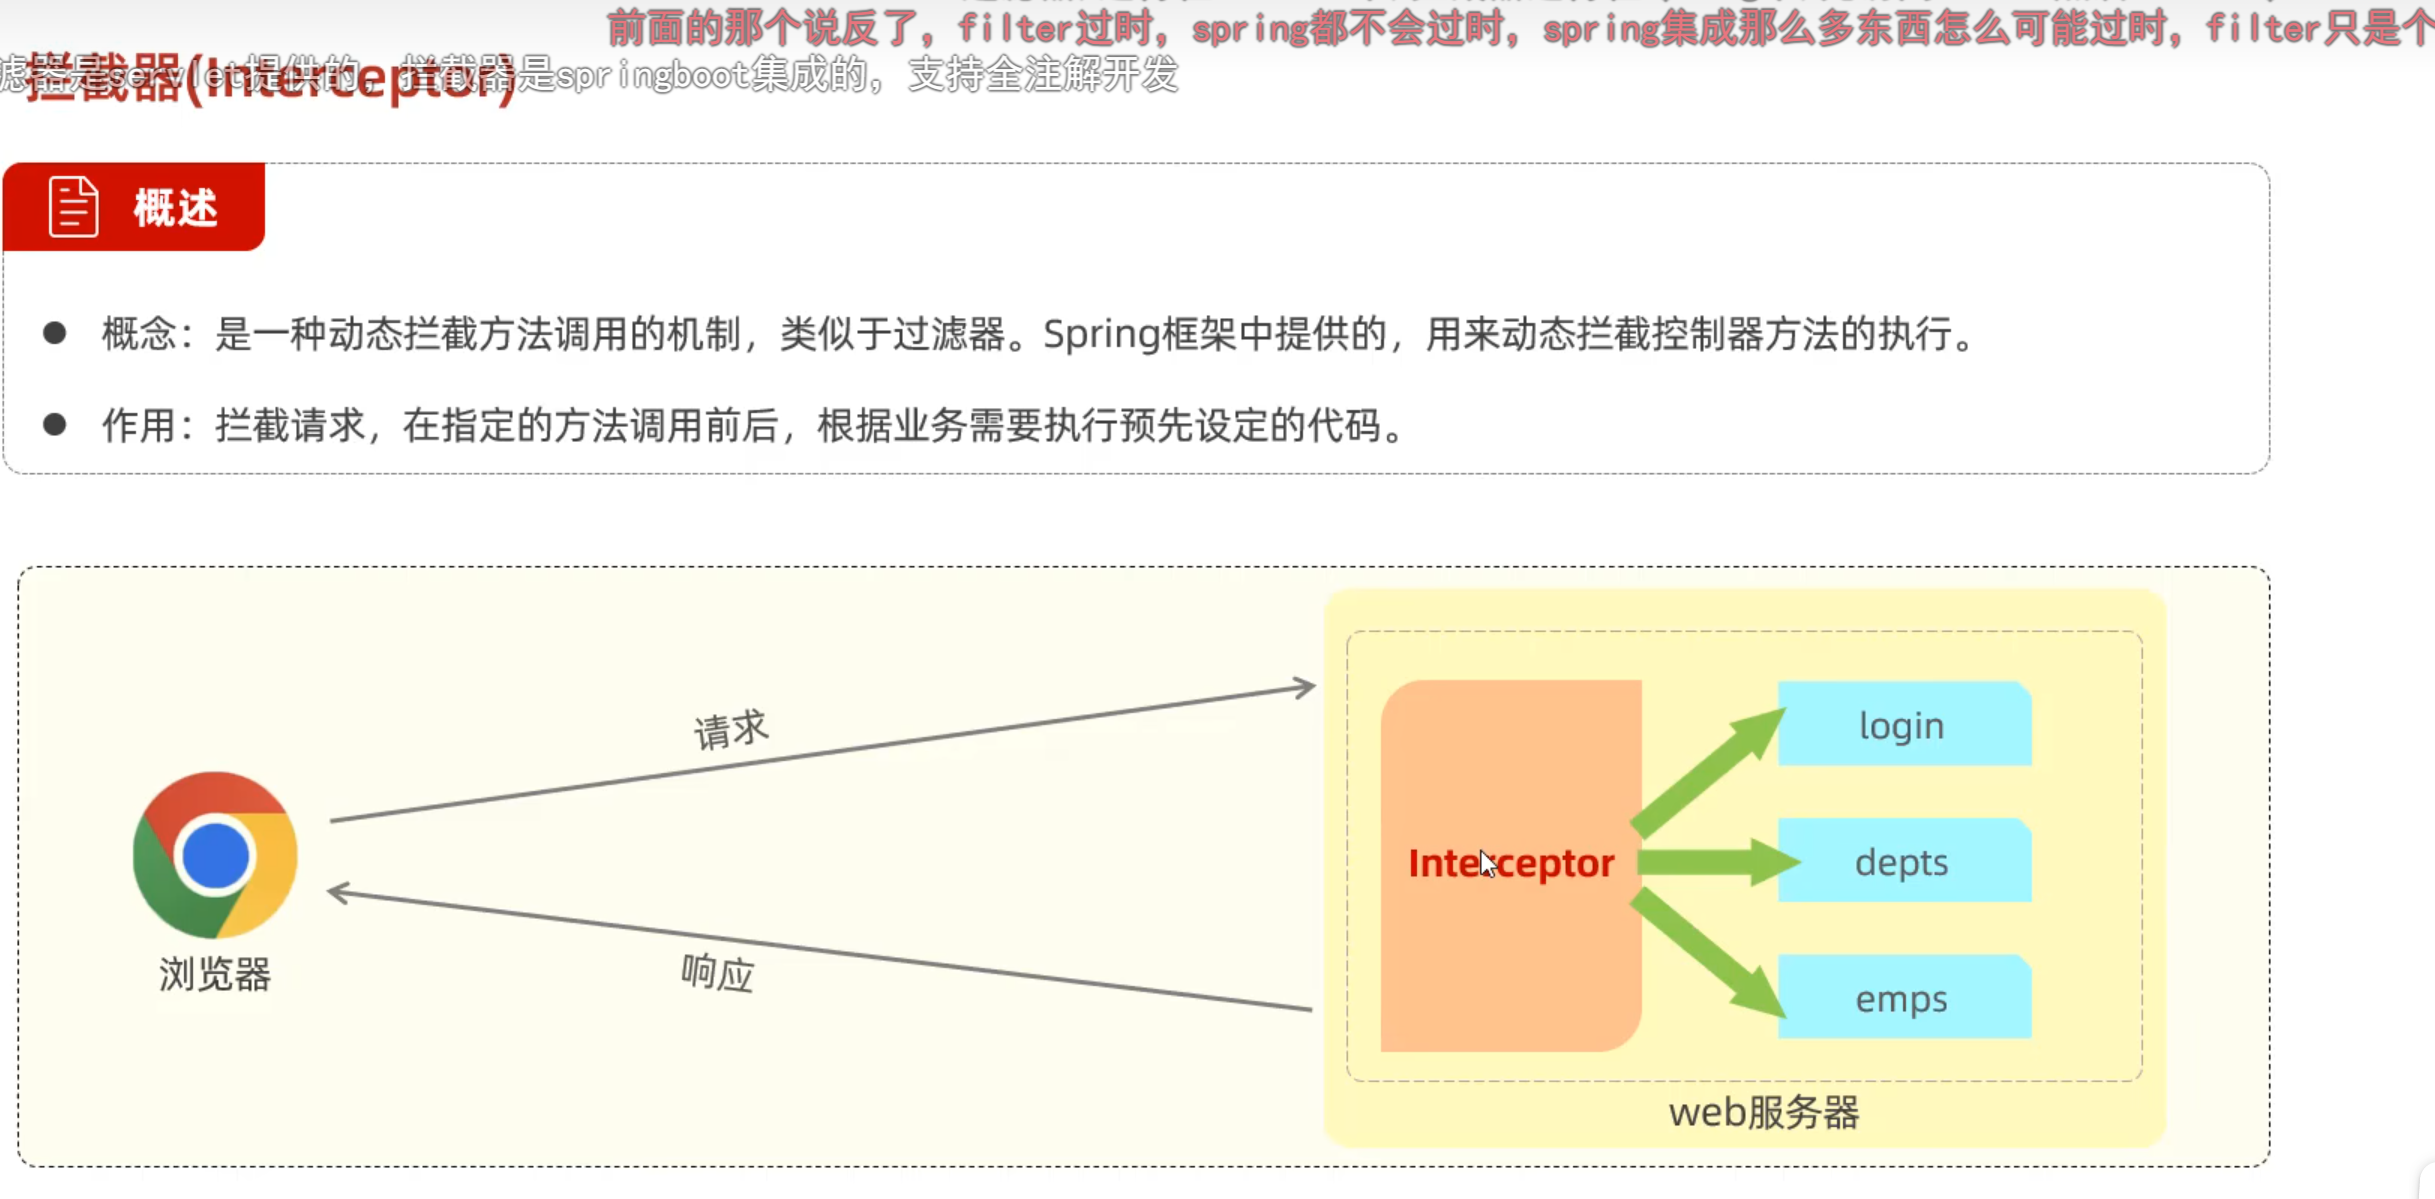 前面的那个说反了，filter过时，spring都不会过时，spring集成那么多东西怎么可能过时，filter只是个
拦截器(Interceptor)
滤器是servlet提供的，拦截器是springboot集成的，支持全注解开发
概述
● 概念：是一种动态拦截方法调用的机制，类似于过滤器。Spring框架中提供的，用来动态拦截控制器方法的执行。
● 作用：拦截请求，在指定的方法调用前后，根据业务需要执行预先设定的代码。
请求
login
Interceptor
depts
浏览器
响应
emps
web服务器